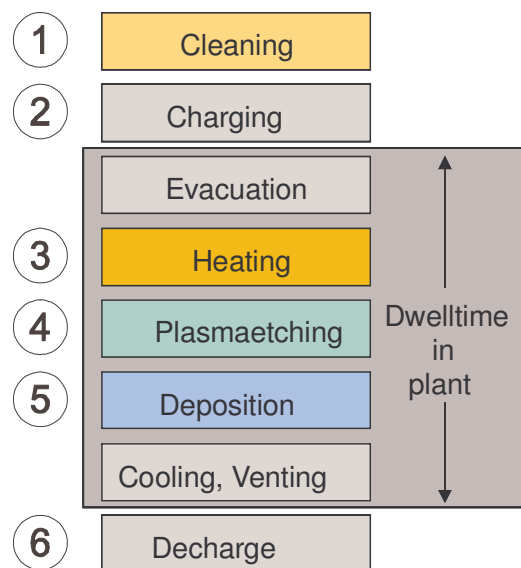 1 Cleaning
2 Charging
Evacuation
3 Heating
4 Plasmaetching
5 Deposition
Cooling, Venting
6 Decharge
Dwelltime
in
plant